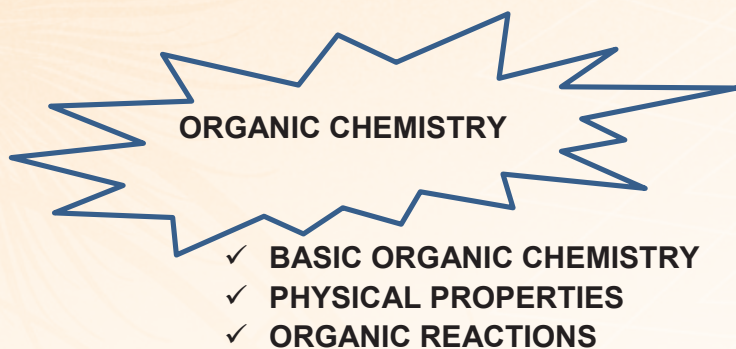 ORGANIC CHEMISTRY
✓ BASIC ORGANIC CHEMISTRY
✓ PHYSICAL PROPERTIES
✓ ORGANIC REACTIONS